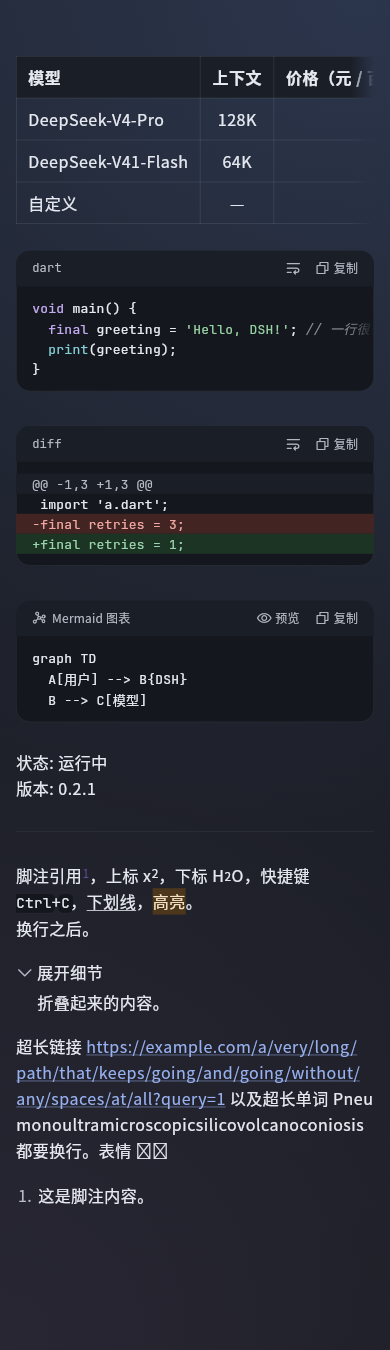 模型 上下文 价格（元 /
DeepSeek-V4-Pro 128K
DeepSeek-V41-Flash 64K
自定义 —
dart 复制
void main() {
  final greeting = 'Hello, DSH!'; // 一行很
  print(greeting);
}
diff 复制
@@ -1,3 +1,3 @@
 import 'a.dart';
-final retries = 3;
+final retries = 1;
Mermaid 图表 预览 复制
graph TD
  A[用户] --> B{DSH}
  B --> C[模型]
状态: 运行中
版本: 0.2.1
脚注引用1，上标 x²，下标 H₂O，快捷键
Ctrl+C，下划线，高亮。
换行之后。
展开细节
折叠起来的内容。
超长链接 https://example.com/a/very/long/
path/that/keeps/going/and/going/without/
any/spaces/at/all?query=1 以及超长单词 Pneu
monoultramicroscopicsilicovolcanoconiosis
都要换行。表情
1. 这是脚注内容。